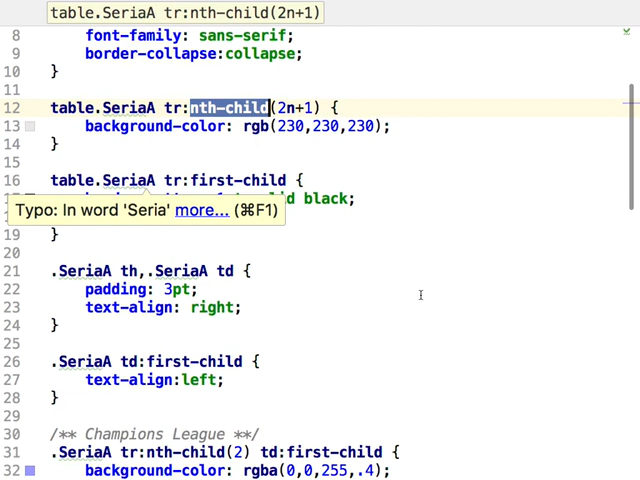 table.SeriaA tr:nth-child(2n+1)
8 font-family: sans-serif;
9 border-collapse:collapse;
10 }
11
12 table.SeriaA tr:nth-child(2n+1) {
13 background-color: rgb(230,230,230);
14 }
15
16 table.SeriaA tr:first-child {
lid black;
Typo: In word 'Seria' more... (⌘F1)
19 }
20
21 .SeriaA th,.SeriaA td {
22 padding: 3pt;
23 text-align: right;
24 }
25
26 .SeriaA td:first-child {
27 text-align:left;
28 }
29
30 /** Champions League **/
31 .SeriaA tr:nth-child(2) td:first-child {
32 background-color: rgba(0,0,255,.4);